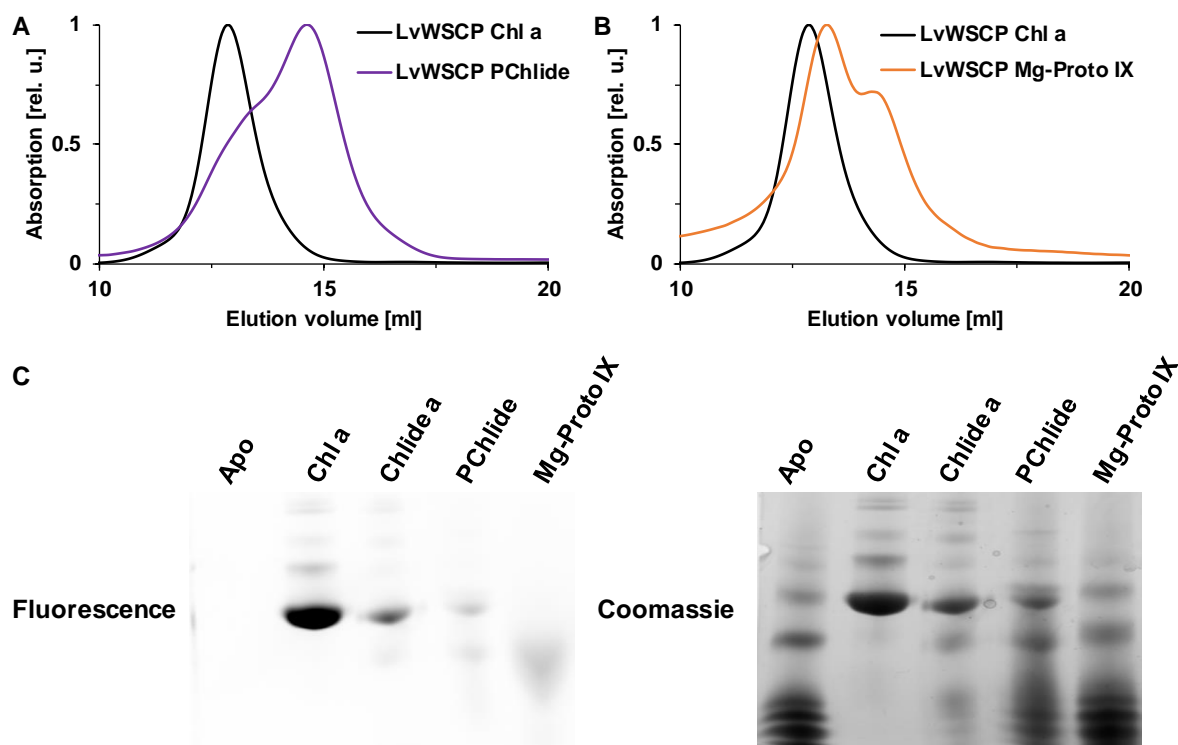 A
LvWSCP Chl a
LvWSCP PChlide
1
0.5
0
10
15
20
Absorption [rel. u.]
Elution volume [ml]
B
LvWSCP Chl a
LvWSCP Mg-Proto IX
1
0.5
0
10
15
20
Absorption [rel. u.]
Elution volume [ml]
C
Apo
Chl a
Chlide a
PChlide
Mg-Proto IX
Apo
Chl a
Chlide a
PChlide
Mg-Proto IX
Fluorescence
Coomassie